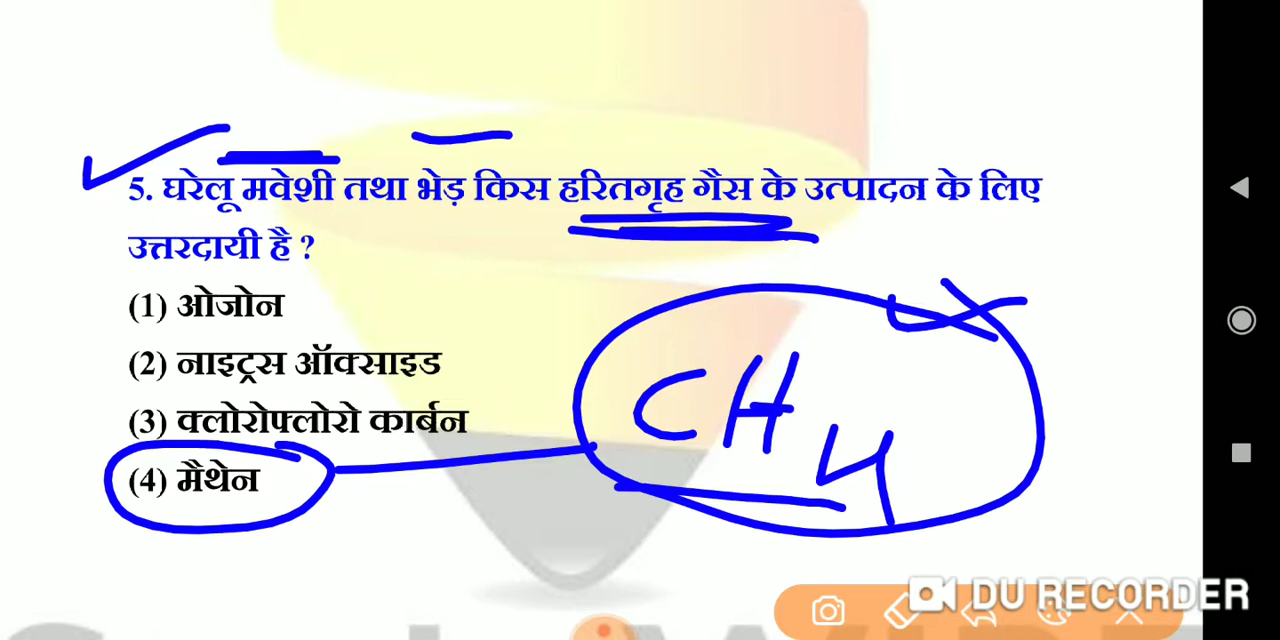 5. घरेलू मवेशी तथा भेड़ किस हरितगृह गैस के उत्पादन के लिए
उत्तरदायी है ?
(1) ओजोन
(2) नाइट्रस ऑक्साइड
(3) क्लोरोफ्लोरो कार्बन
(4) मैथेन
CH4
DU RECORDER